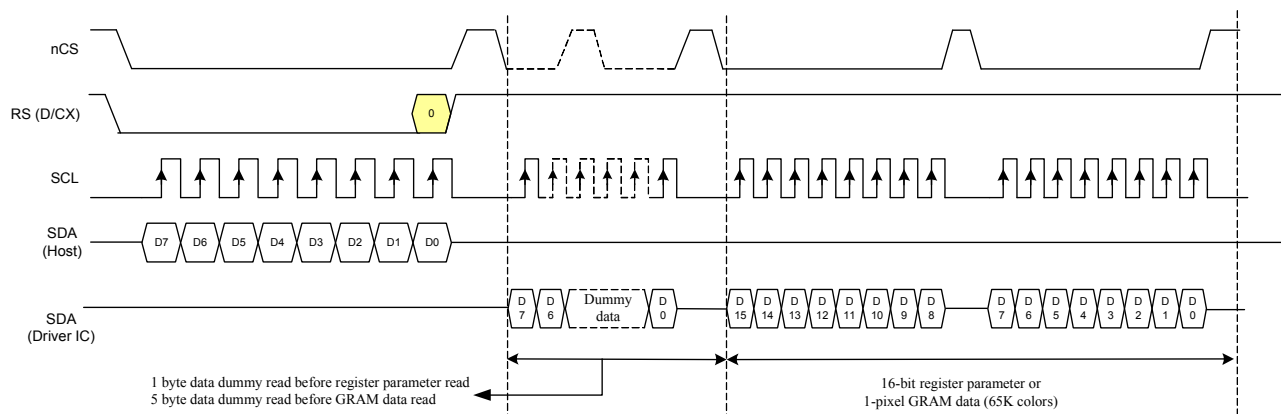 nCS
RS (D/CX)
0
SCL
SDA
(Host)
D7 D6 D5 D4 D3 D2 D1 D0
SDA
(Driver IC)
D
7
D
6
Dummy
data
D
0
D
15
D
14
D
13
D
12
D
11
D
10
D
9
D
8
D
7
D
6
D
5
D
4
D
3
D
2
D
1
D
0
1 byte data dummy read before register parameter read
5 byte data dummy read before GRAM data read
16-bit register parameter or
1-pixel GRAM data (65K colors)